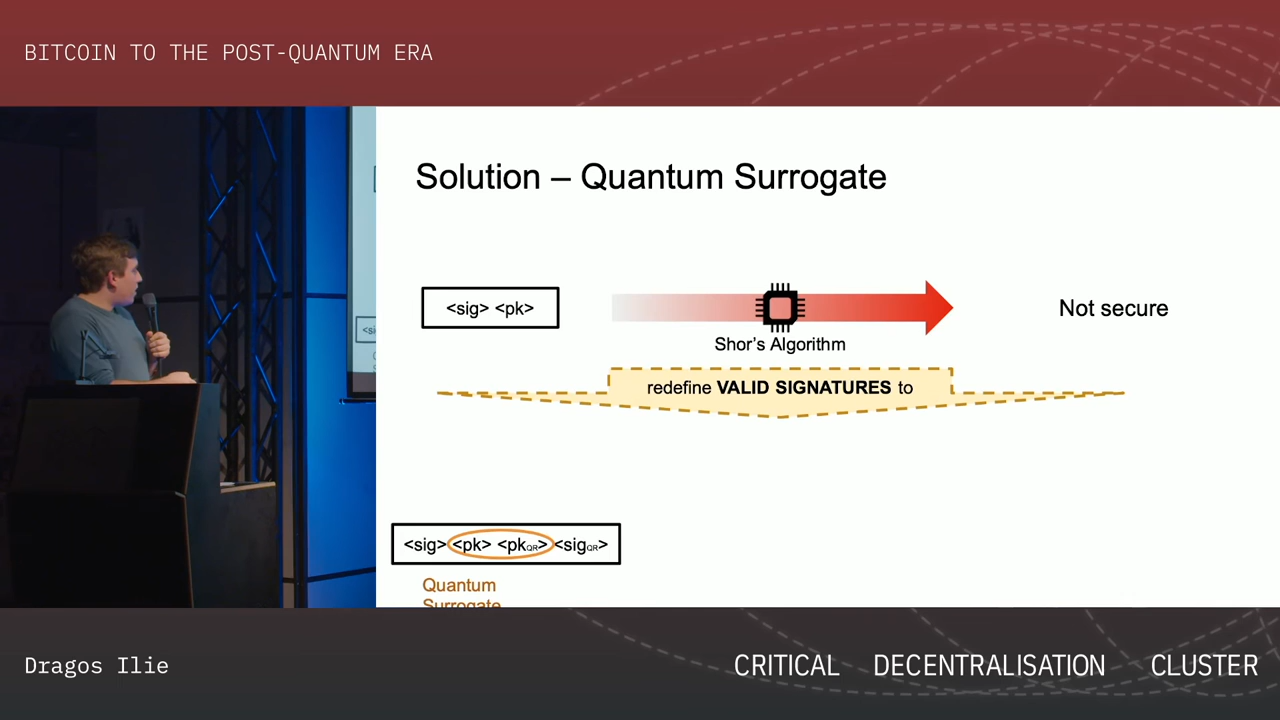 BITCOIN TO THE POST-QUANTUM ERA
Solution – Quantum Surrogate
<sig> <pk>
Not secure
Shor's Algorithm
redefine VALID SIGNATURES to
<sig> <pk> <pkQR> <sigQR>
Quantum
Surrogate
Dragos Ilie
CRITICAL DECENTRALISATION CLUSTER